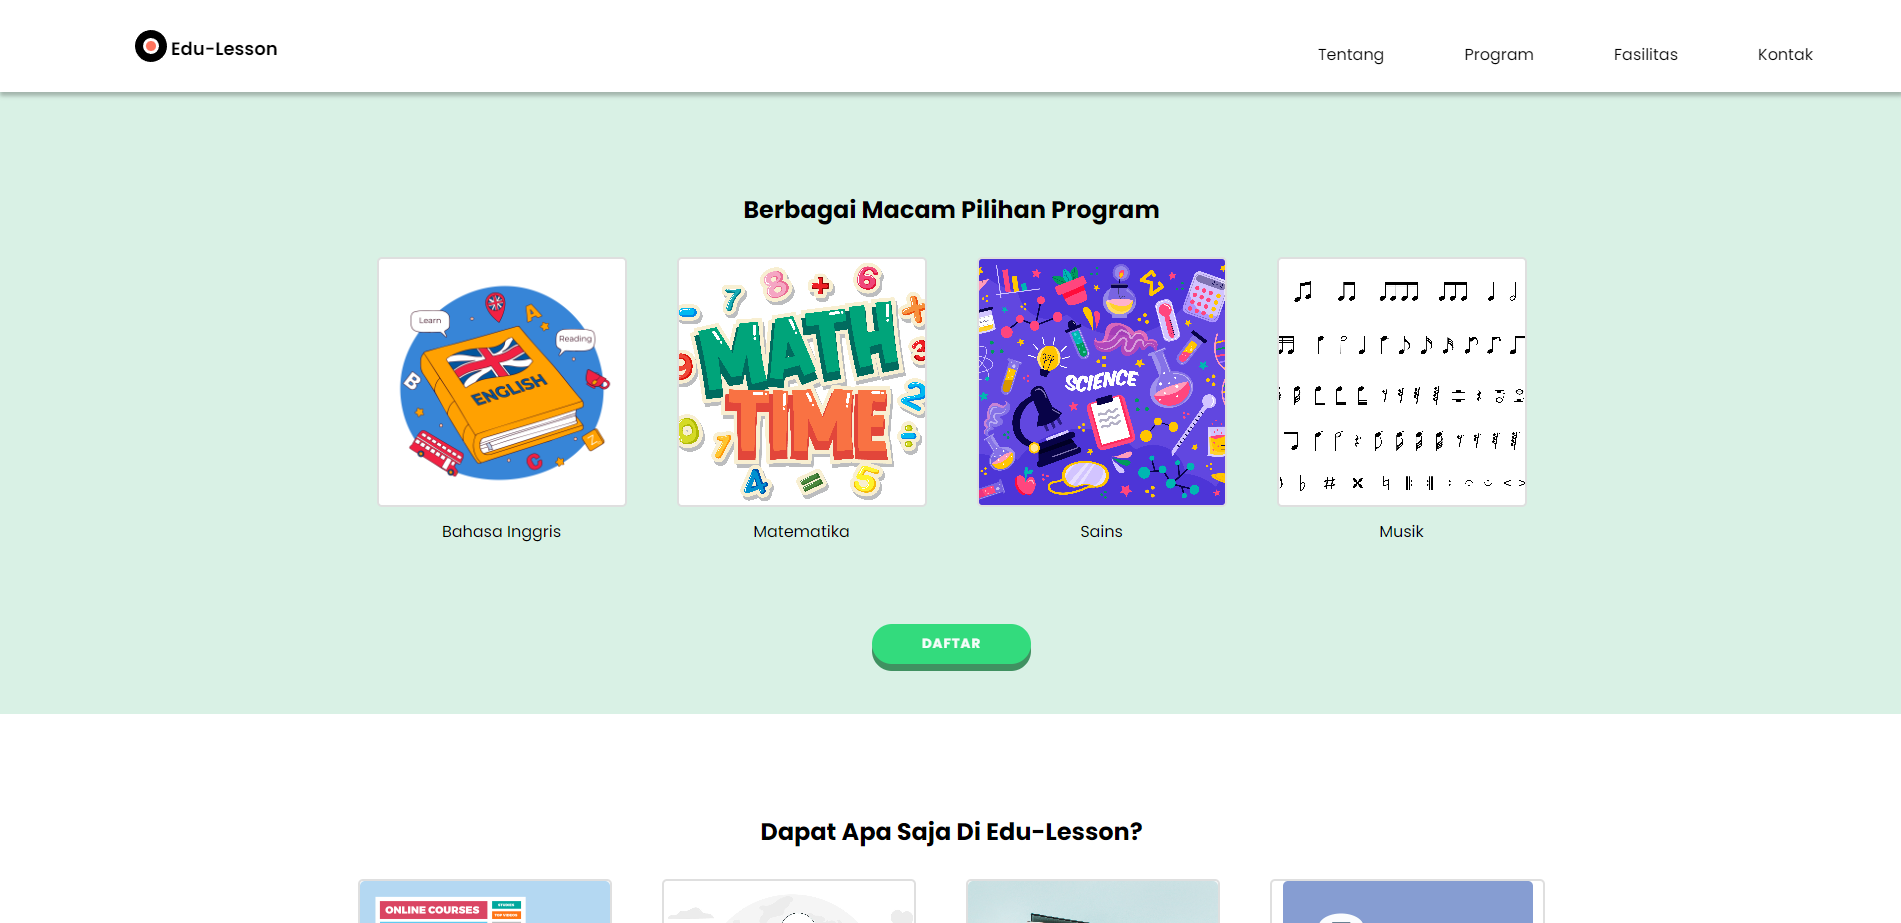 Edu-Lesson
Tentang
Program
Fasilitas
Kontak
Berbagai Macam Pilihan Program
Learn
Reading
A
B
ENGLISH
Z
C
7
8
+
6
MATH
9
3
TIME
2
0
7
÷
4
=
5
Σ
SCIENCE
Bahasa Inggris
Matematika
Sains
Musik
DAFTAR
Dapat Apa Saja Di Edu-Lesson?
ONLINE COURSES